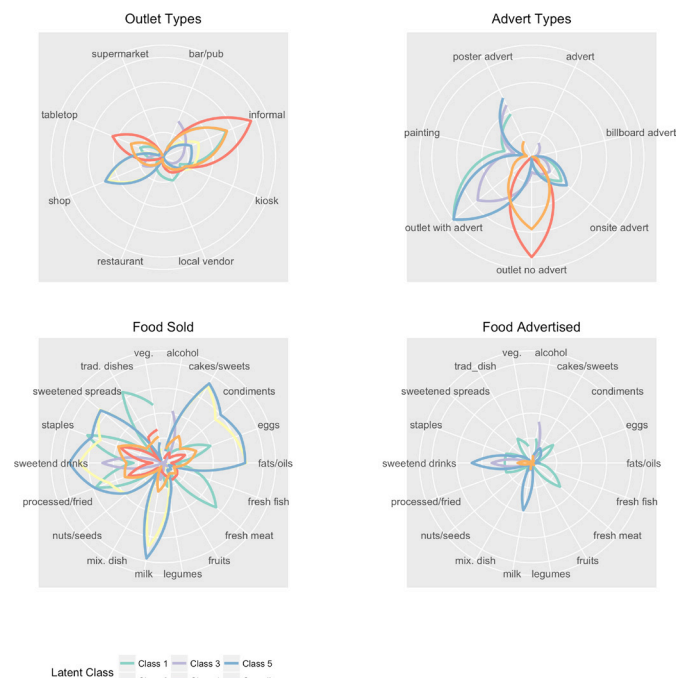 Outlet Types
Advert Types
supermarket
bar/pub
tabletop
informal
shop
kiosk
restaurant
local vendor
poster advert
advert
painting
billboard advert
outlet with advert
onsite advert
outlet no advert
Food Sold
Food Advertised
veg.
alcohol
trad. dishes
cakes/sweets
sweetened spreads
condiments
staples
eggs
sweetend drinks
fats/oils
processed/fried
fresh fish
nuts/seeds
fresh meat
mix. dish
fruits
milk
legumes
veg.
alcohol
trad_dish
cakes/sweets
sweetened spreads
condiments
staples
eggs
sweetend drinks
fats/oils
processed/fried
fresh fish
nuts/seeds
fresh meat
mix. dish
fruits
milk
legumes
Latent Class
Class 1
Class 3
Class 5